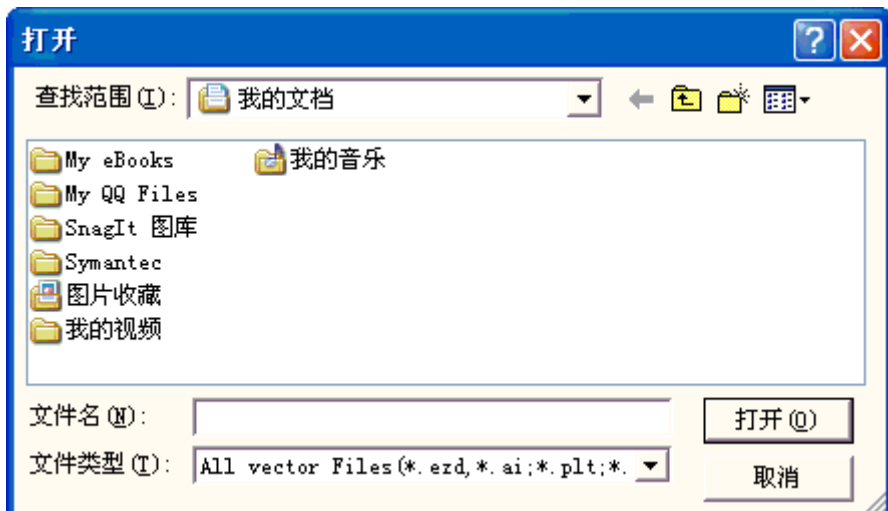 打开
查找范围(I): 我的文档
My eBooks
My QQ Files
SnagIt 图库
Symantec
图片收藏
我的视频
我的音乐
文件名(N):
打开(O)
文件类型(T): All vector Files(*.ezd,*.ai;*.plt;*.
取消